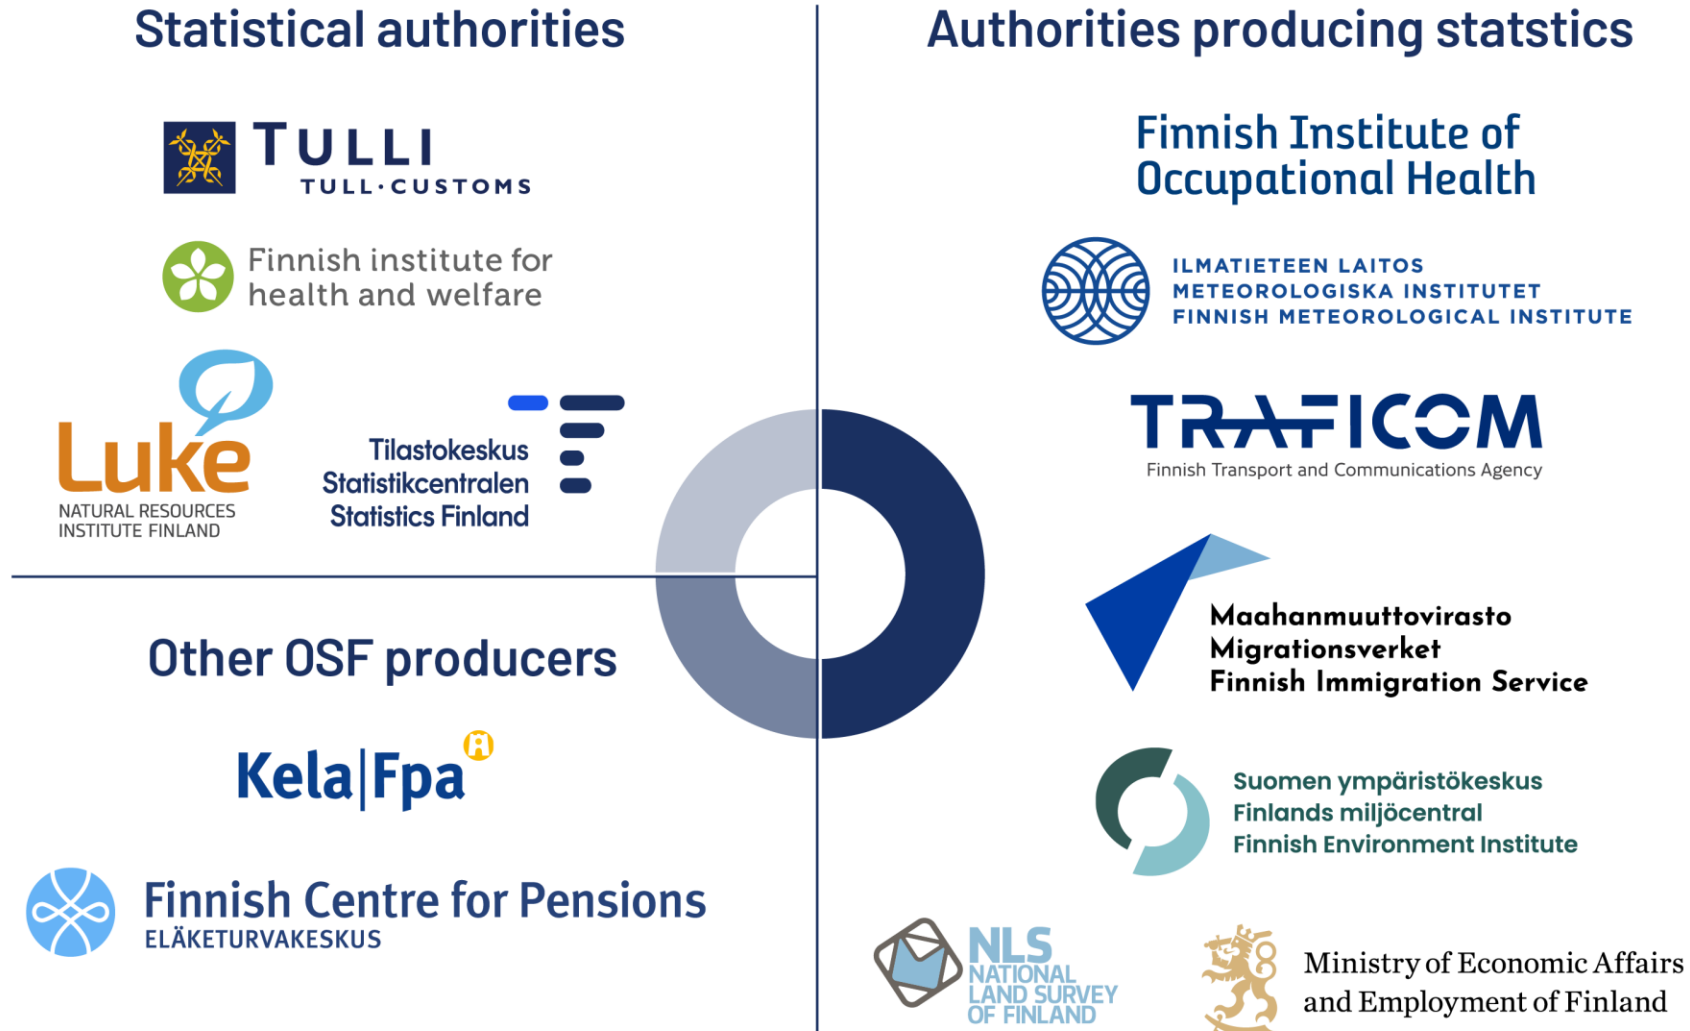 Statistical authorities
TULLI
TULL·CUSTOMS
Finnish institute for
health and welfare
Luke
NATURAL RESOURCES
INSTITUTE FINLAND
Tilastokeskus
Statistikcentralen
Statistics Finland
Other OSF producers
Kela|Fpa
Finnish Centre for Pensions
ELÄKETURVAKESKUS
Authorities producing statstics
Finnish Institute of
Occupational Health
ILMATIETEEN LAITOS
METEOROLOGISKA INSTITUTET
FINNISH METEOROLOGICAL INSTITUTE
TRAFICOM
Finnish Transport and Communications Agency
Maahanmuuttovirasto
Migrationsverket
Finnish Immigration Service
Suomen ympäristökeskus
Finlands miljöcentral
Finnish Environment Institute
NLS
NATIONAL
LAND SURVEY
OF FINLAND
Ministry of Economic Affairs
and Employment of Finland